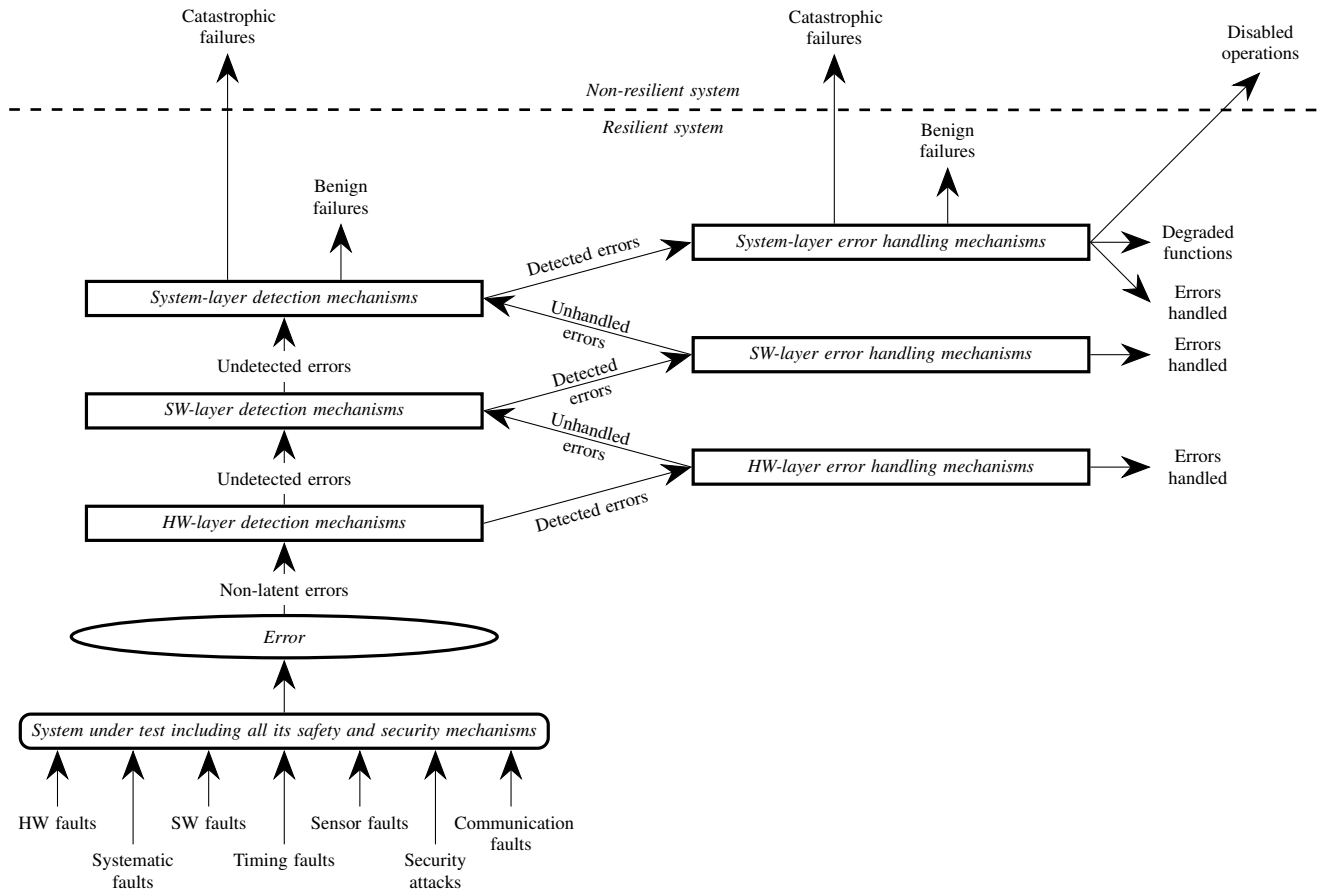 Catastrophic
failures
Catastrophic
failures
Disabled
operations
Non-resilient system
Resilient system
Benign
failures
Benign
failures
System-layer error handling mechanisms
Degraded
functions
Detected errors
System-layer detection mechanisms
Errors
handled
Unhandled
errors
SW-layer error handling mechanisms
Errors
handled
Undetected errors
Detected
errors
SW-layer detection mechanisms
Unhandled
errors
HW-layer error handling mechanisms
Errors
handled
Undetected errors
Detected errors
HW-layer detection mechanisms
Non-latent errors
Error
System under test including all its safety and security mechanisms
HW faults
Systematic
faults
SW faults
Timing faults
Sensor faults
Security
attacks
Communication
faults